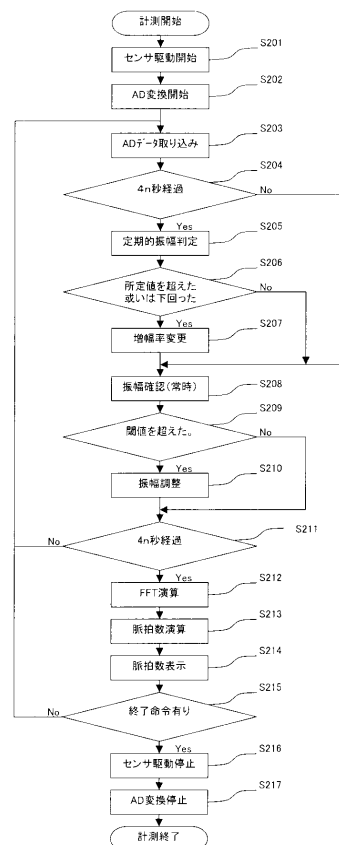 計測開始
S201
センサ駆動開始
S202
AD変換開始
S203
ADデータ取り込み
S204
4n秒経過
No
Yes
S205
定期的振幅判定
S206
所定値を超えた
或いは下回った
No
Yes
S207
増幅率変更
S208
振幅確認(常時)
S209
閾値を超えた。
No
Yes
S210
振幅調整
S211
4n秒経過
No
Yes
S212
FFT演算
S213
脈拍数演算
S214
脈拍数表示
S215
終了命令有り
No
Yes
S216
センサ駆動停止
S217
AD変換停止
計測終了